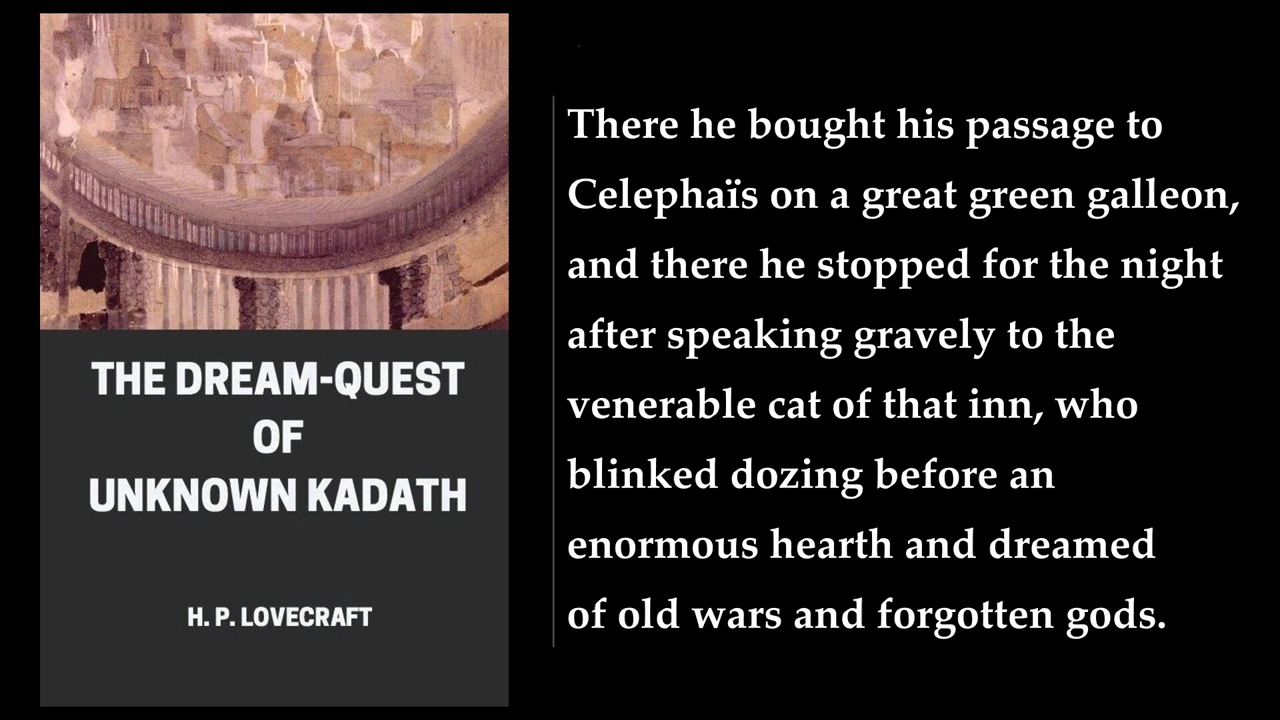 THE DREAM-QUEST
OF
UNKNOWN KADATH
H. P. LOVECRAFT
There he bought his passage to
Celephaïs on a great green galleon,
and there he stopped for the night
after speaking gravely to the
venerable cat of that inn, who
blinked dozing before an
enormous hearth and dreamed
of old wars and forgotten gods.